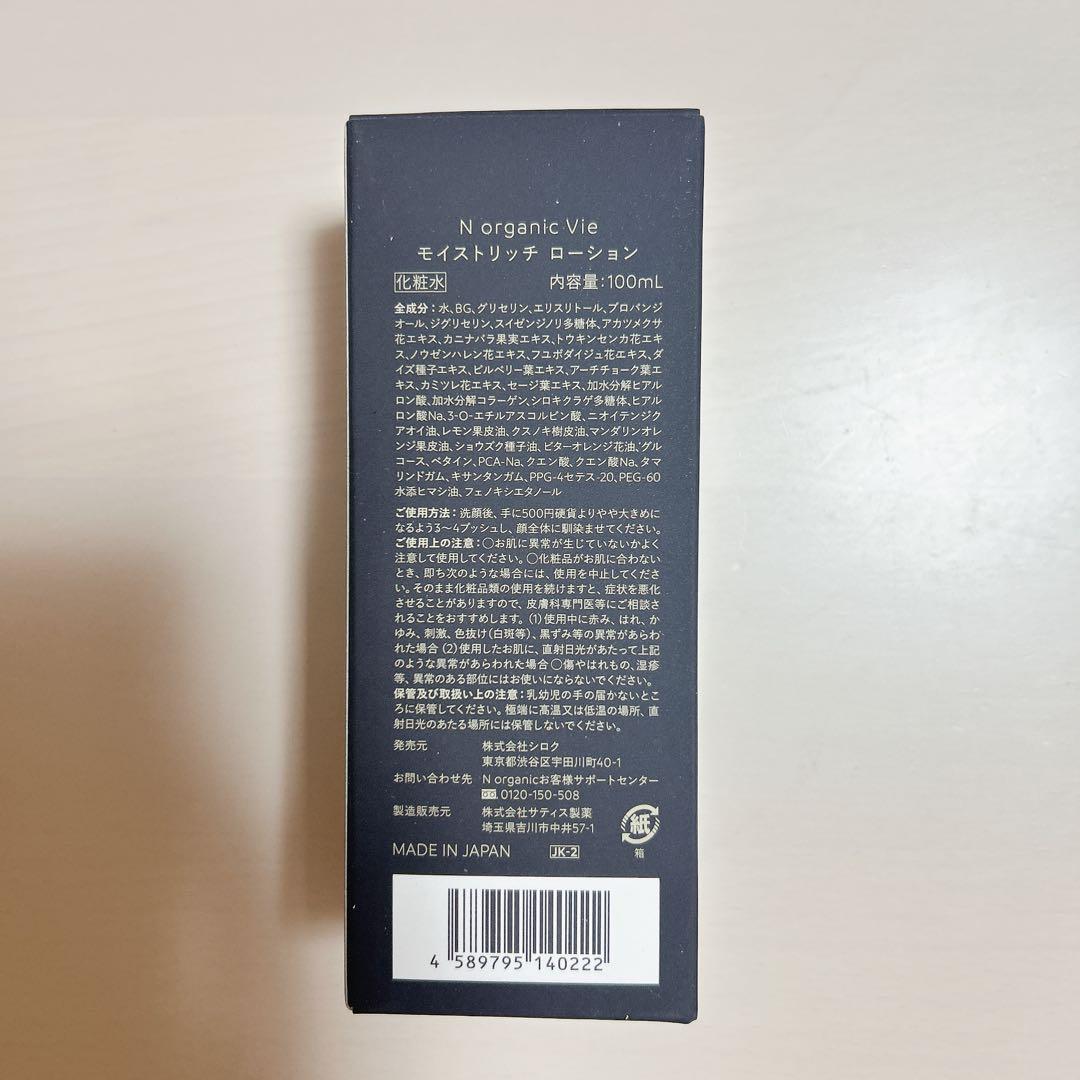 N organic Vie
モイストリッチ ローション
化粧水 内容量:100mL
全成分:水、BG、グリセリン、エリスリトール、プロパンジ
オール、ジグリセリン、スイゼンジノリ多糖体、アカツメクサ
花エキス、カニナバラ果実エキス、トウキンセンカ花エキ
ス、ノウゼンハレン花エキス、フユボダイジュ花エキス、ダ
イズ種子エキス、ビルベリー葉エキス、アーチチョーク葉エ
キス、カミツレ花エキス、セージ葉エキス、加水分解ヒアル
ロン酸、加水分解コラーゲン、シロキクラゲ多糖体、ヒアル
ロン酸Na、3-O-エチルアスコルビン酸、ニオイテンジク
アオイ油、レモン果皮油、クスノキ樹皮油、マンダリンオレ
ンジ果皮油、ショウズク種子油、ビターオレンジ花油、グル
コース、ベタイン、PCA-Na、クエン酸、クエン酸Na、タマ
リンドガム、キサンタンガム、PPG-4セテス-20、PEG-60
水添ヒマシ油、フェノキシエタノール
ご使用方法:洗顔後、手に500円硬貨よりやや大きめに
なるよう3〜4プッシュし、顔全体に馴染ませてください。
ご使用上の注意:○お肌に異常が生じていないかよく
注意して使用してください。○化粧品がお肌に合わない
とき、即ち次のような場合には、使用を中止してくださ
い。そのまま化粧品類の使用を続けますと、症状を悪化
させることがありますので、皮膚科専門医等にご相談さ
れることをおすすめします。(1)使用中に赤み、はれ、か
ゆみ、刺激、色抜け(白斑等)、黒ずみ等の異常があらわ
れた場合 (2)使用したお肌に、直射日光があたって上記
のような異常があらわれた場合 ○傷やはれもの、湿疹
等、異常のある部位にはお使いにならないでください。
保管及び取扱い上の注意:乳幼児の手の届かないとこ
ろに保管してください。極端に高温又は低温の場所、直
射日光のあたる場所には保管しないでください。
発売元 株式会社シロク
東京都渋谷区宇田川町40-1
お問い合わせ先 N organicお客様サポートセンター
0120-150-508
製造販売元 株式会社サティス製薬
埼玉県吉川市中井57-1
紙
箱
MADE IN JAPAN JK-2
4 589795 140222